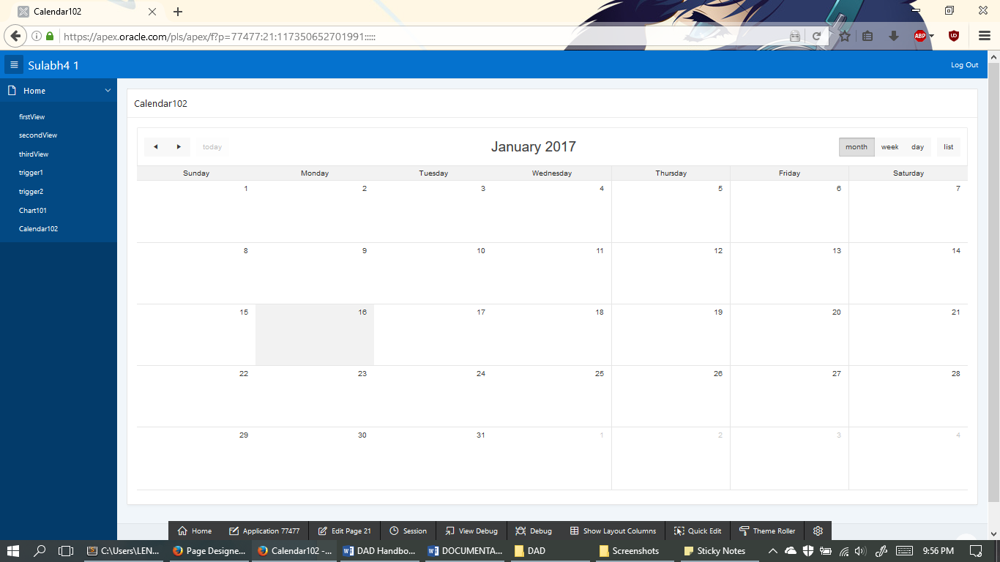 Calendar102
https://apex.oracle.com/pls/apex/f?p=77477:21:117350652701991:::::
ABP
Sulabh4 1
Log Out
Home
firstView
secondView
thirdView
trigger1
trigger2
Chart101
Calendar102
Calendar102
today
January 2017
month week day list
Sunday Monday Tuesday Wednesday Thursday Friday Saturday
1 2 3 4 5 6 7
8 9 10 11 12 13 14
15 16 17 18 19 20 21
22 23 24 25 26 27 28
29 30 31 1 2 3 4
Home Application 77477 Edit Page 21 Session View Debug Debug Show Layout Columns Quick Edit Theme Roller
C:\Users\LEN... Page Designe... Calendar102 -... DAD Handbo... DOCUMENTA... DAD Screenshots Sticky Notes 9:56 PM